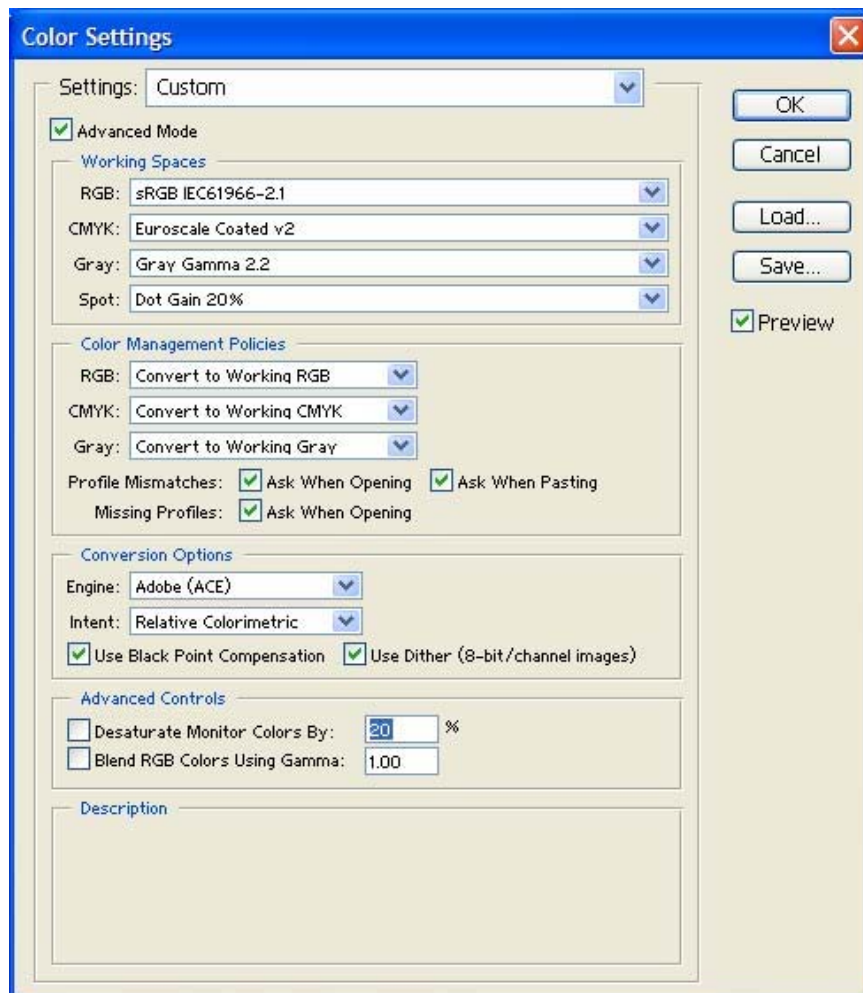 Color Settings
Settings: Custom
OK
Advanced Mode
Cancel
Working Spaces
RGB: sRGB IEC61966-2.1
Load...
CMYK: Euroscale Coated v2
Gray: Gray Gamma 2.2
Save...
Spot: Dot Gain 20%
Preview
Color Management Policies
RGB: Convert to Working RGB
CMYK: Convert to Working CMYK
Gray: Convert to Working Gray
Profile Mismatches: Ask When Opening Ask When Pasting
Missing Profiles: Ask When Opening
Conversion Options
Engine: Adobe (ACE)
Intent: Relative Colorimetric
Use Black Point Compensation Use Dither (8-bit/channel images)
Advanced Controls
Desaturate Monitor Colors By: 20 %
Blend RGB Colors Using Gamma: 1.00
Description